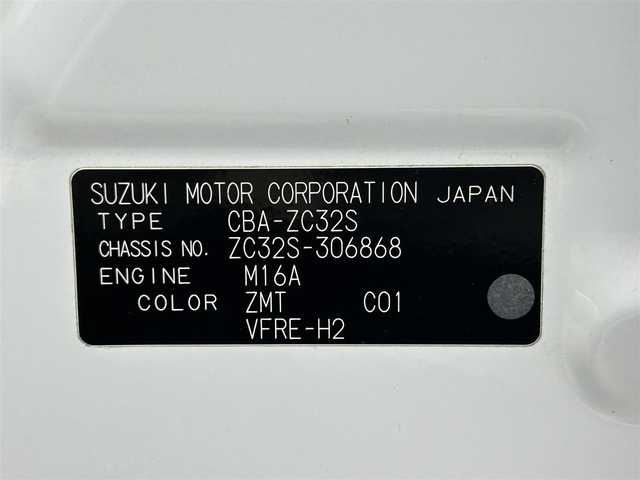 SUZUKI MOTOR CORPORATION JAPAN
TYPE CBA-ZC32S
CHASSIS NO. ZC32S-306868
ENGINE M16A
COLOR ZMT C01
VFRE-H2